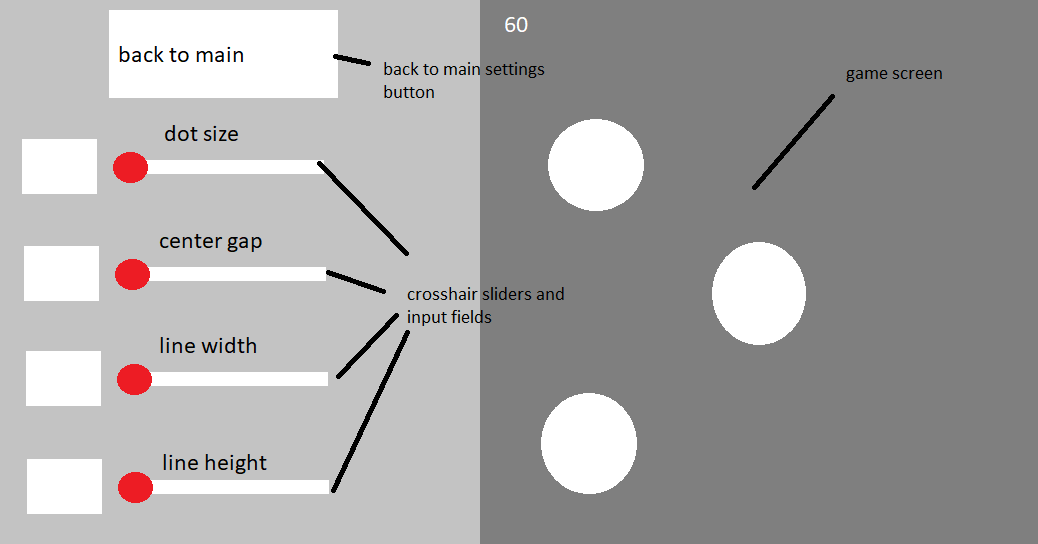 back to main
60
back to main settings
button
game screen
dot size
center gap
crosshair sliders and
input fields
line width
line height